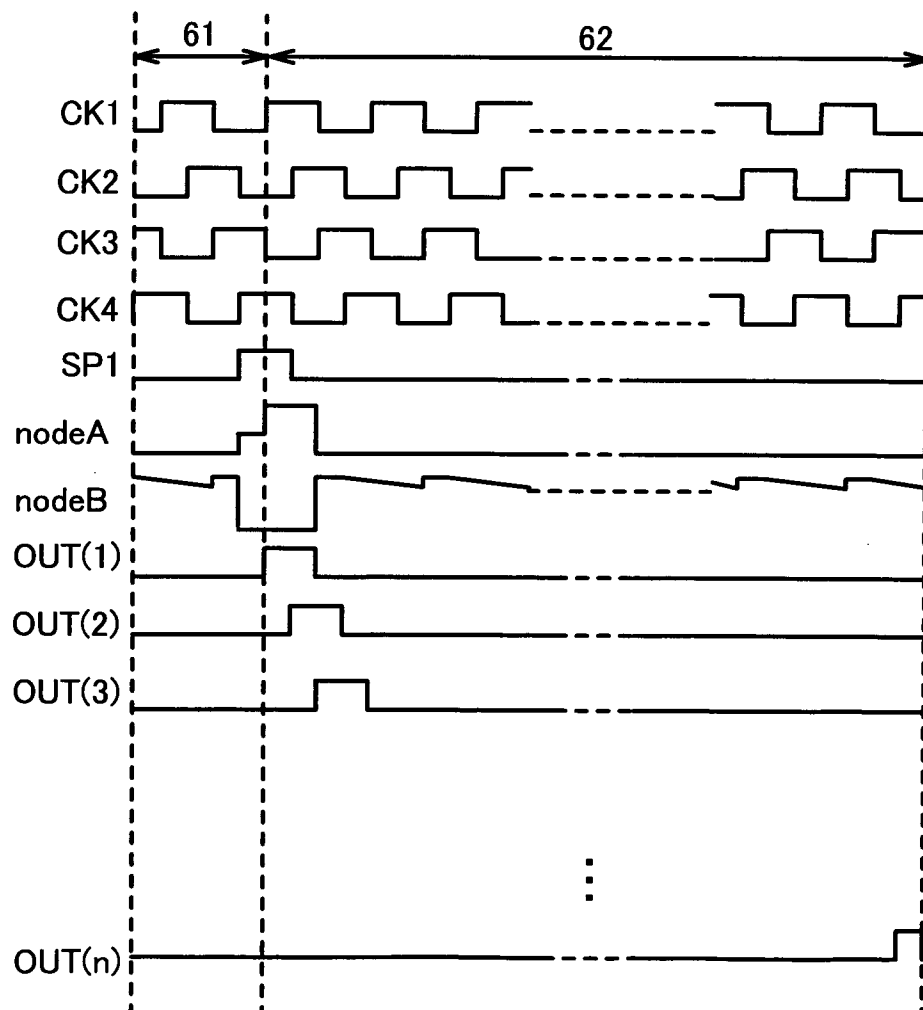 61
62
CK1
CK2
CK3
CK4
SP1
nodeA
nodeB
OUT(1)
OUT(2)
OUT(3)
OUT(n)